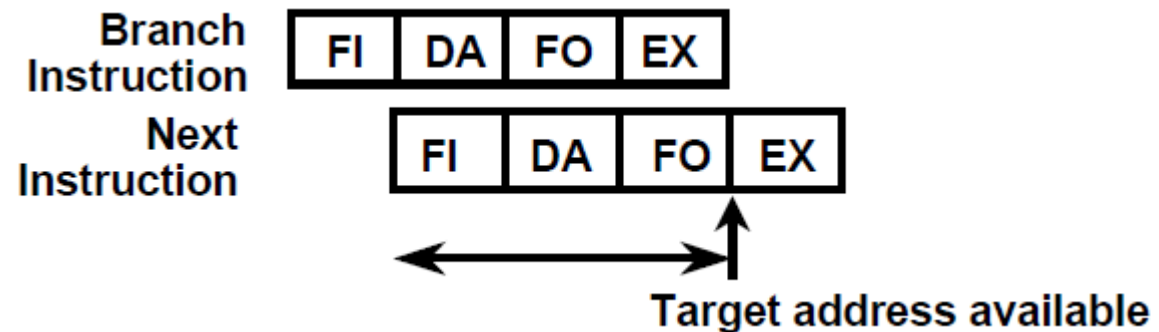 Branch
Instruction
FI DA FO EX
Next
Instruction
FI DA FO EX
Target address available